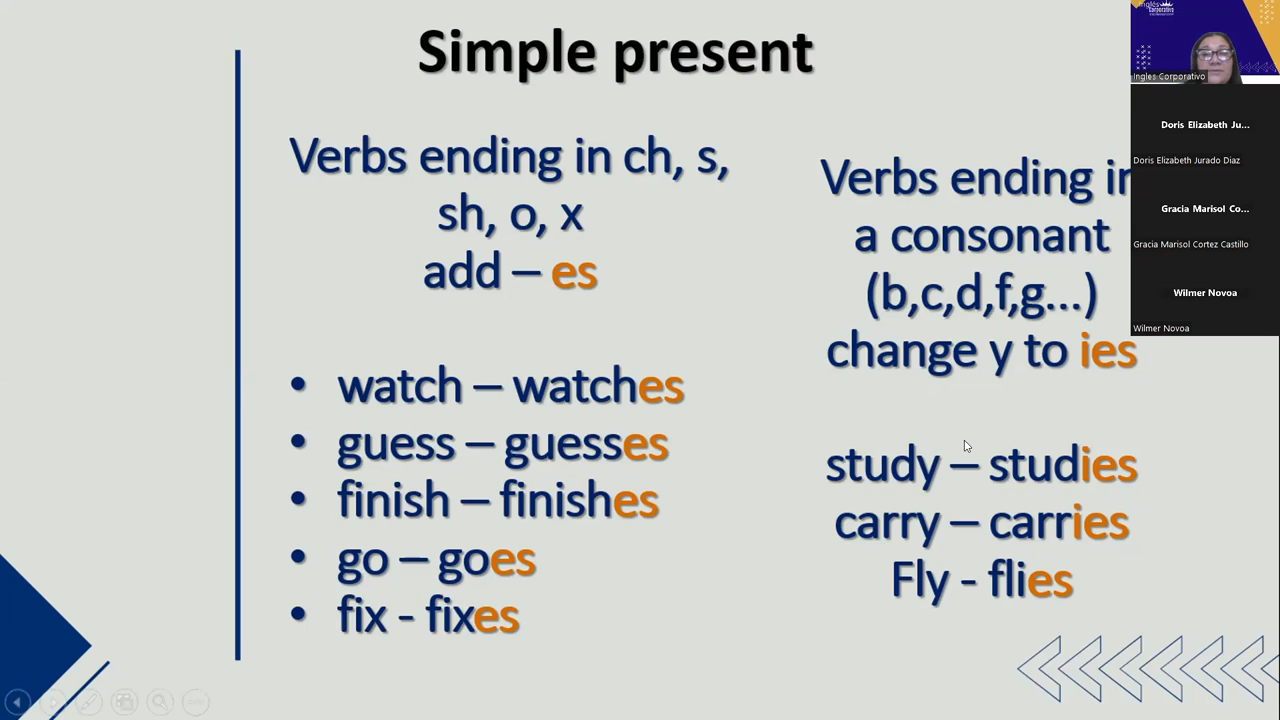 Simple present
Verbs ending in ch, s,
sh, o, x
add – es
• watch – watches
• guess – guesses
• finish – finishes
• go – goes
• fix - fixes
Verbs ending in
a consonant
(b,c,d,f,g...)
change y to ies
study – studies
carry – carries
Fly - flies
Inglés
Corporativo
Ingles Corporativo
Doris Elizabeth Ju...
Doris Elizabeth Jurado Diaz
Gracia Marisol Co...
Gracia Marisol Cortez Castillo
Wilmer Novoa
Wilmer Novoa